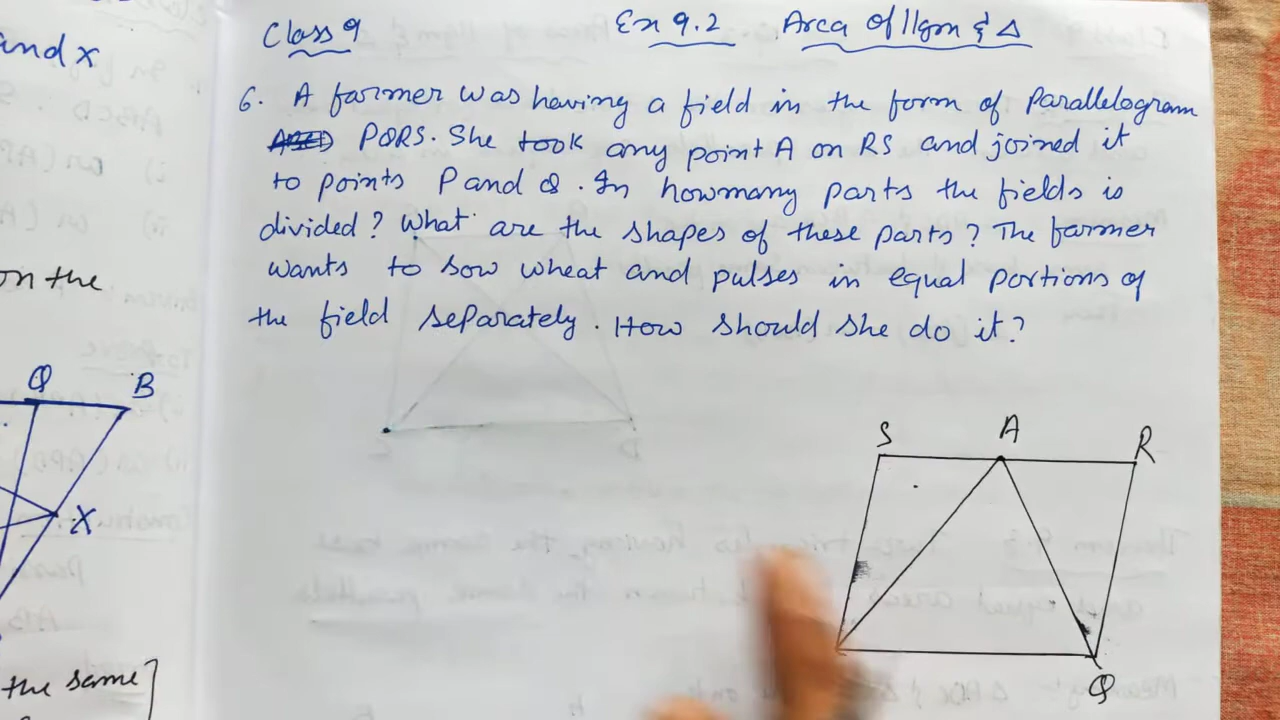 and x
on the
Q B
X
the same]
Class 9 Ex 9.2 Area of llgm & Δ
6. A farmer was having a field in the form of parallelogram
PQRS. She took any point A on RS and joined it
to points P and Q. In howmany parts the fields is
divided? What are the shapes of these parts? The farmer
wants to sow wheat and pulses in equal portions of
the field separately. How should she do it?
S A R
Q